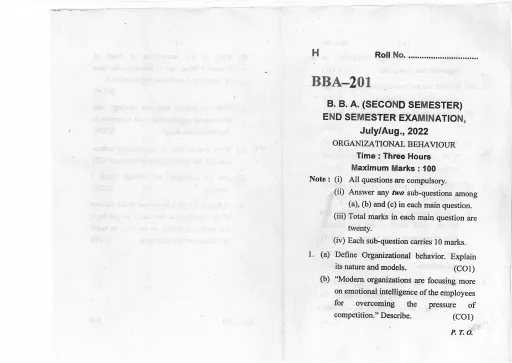 H
Roll No. ..............................
BBA–201
B. B. A. (SECOND SEMESTER)
END SEMESTER EXAMINATION,
July/Aug., 2022
ORGANIZATIONAL BEHAVIOUR
Time : Three Hours
Maximum Marks : 100
Note : (i) All questions are compulsory.
(ii) Answer any two sub-questions among
(a), (b) and (c) in each main question.
(iii) Total marks in each main question are
twenty.
(iv) Each sub-question carries 10 marks.
1. (a) Define Organizational behavior. Explain
its nature and models. (CO1)
(b) “Modern organizations are focusing more
on emotional intelligence of the employees
for overcoming the pressure of
competition.” Describe. (CO1)
P. T. O.